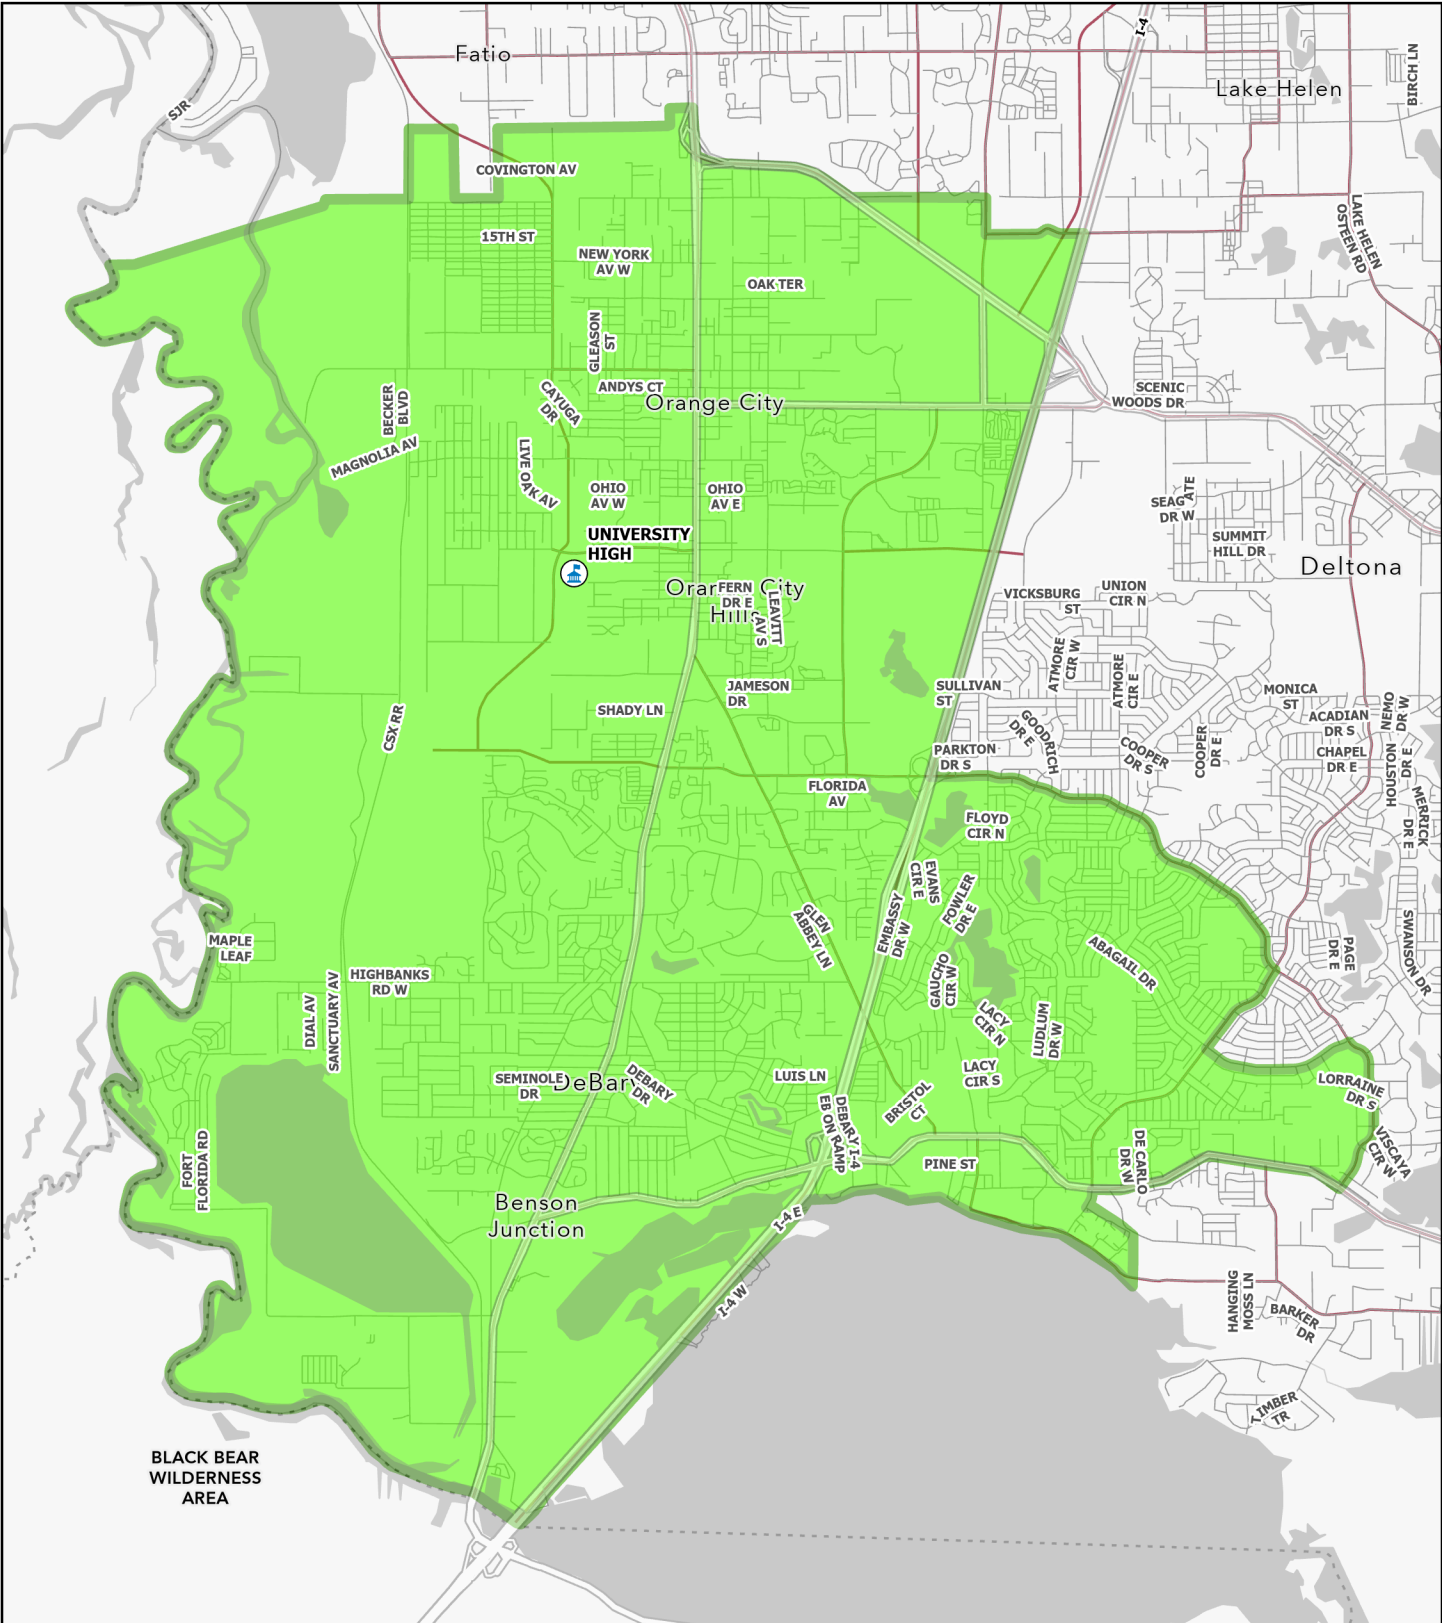 I-4
Fatio
Lake Helen
BIRCH LN
SJR
COVINGTON AV
15TH ST
NEW YORK
AV W
OAK TER
LAKE HELEN
OSTEEN RD
GLEASON
ST
ANDYS CT
CAYUGA
DR
Orange City
BECKER
BLVD
SCENIC
WOODS DR
MAGNOLIA AV
LIVE OAK AV
OHIO
AV W
OHIO
AV E
SEAG ATE
DR W
SUMMIT
HILL DR
UNIVERSITY
HIGH
Deltona
Orange City
Hills
FERN
DR E
LEAVITT
AV S
VICKSBURG
ST
UNION
CIR N
ATMORE
CIR W
ATMORE
CIR E
JAMESON
DR
SULLIVAN
ST
MONICA
ST
ACADIAN
DR S
NEMO
DR W
SHADY LN
CSX RR
GOODRICH
DR E
COOPER
DR S
COOPER
DR E
CHAPEL
DR E
HOUSTON
DR E
PARKTON
DR S
FLORIDA
AV
MERRICK
DR E
FLOYD
CIR N
EVANS
CIR E
FOWLER
DR E
GLEN
ABBEY LN
EMBASSY
DR W
ABAGAIL DR
PAGE
DR E
SWANSON DR
MAPLE
LEAF
HIGHBANKS
RD W
DIAL AV
SANCTUARY AV
GAUCHO
CIR W
LACY
CIR N
LUDLUM
DR W
LACY
CIR S
SEMINOLE
DR
DeBary
DEBARY
DR
LUIS LN
BRISTOL
CT
LORRAINE
DR S
DEBARY I-4
EB ON RAMP
FORT
FLORIDA RD
PINE ST
DE CARLO
DR W
VISCAYA
CIR W
Benson
Junction
I-4 E
I-4 W
HANGING
MOSS LN
BARKER
DR
TIMBER
TR
BLACK BEAR
WILDERNESS
AREA